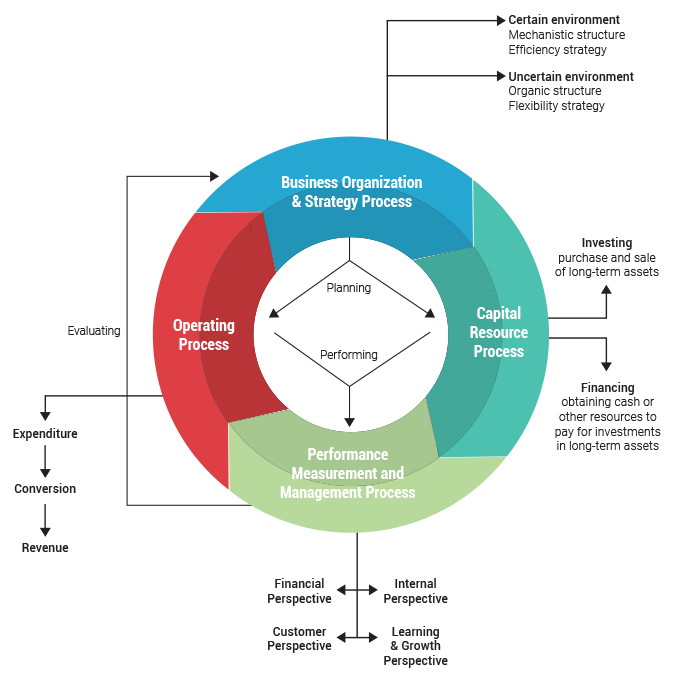 Certain environment
Mechanistic structure
Efficiency strategy
Uncertain environment
Organic structure
Flexibility strategy
Business Organization
& Strategy Process
Investing
purchase and sale
of long-term assets
Planning
Capital
Resource
Process
Operating
Process
Evaluating
Performing
Financing
obtaining cash or
other resources to
pay for investments
in long-term assets
Expenditure
Conversion
Revenue
Performance
Measurement and
Management Process
Financial
Perspective
Internal
Perspective
Customer
Perspective
Learning
& Growth
Perspective